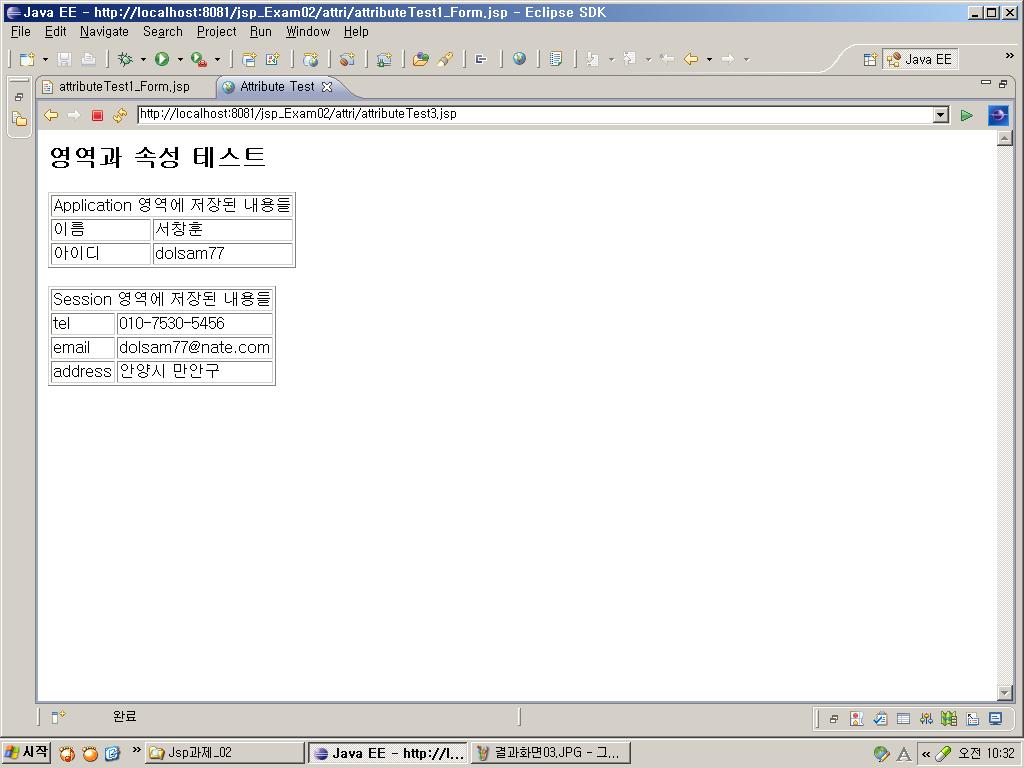 Java EE - http://localhost:8081/jsp_Exam02/attri/attributeTest1_Form.jsp - Eclipse SDK
File Edit Navigate Search Project Run Window Help
Java EE »
attributeTest1_Form.jsp Attribute Test
http://localhost:8081/jsp_Exam02/attri/attributeTest3.jsp
영역과 속성 테스트
Application 영역에 저장된 내용들
이름 서창훈
아이디 dolsam77
Session 영역에 저장된 내용들
tel 010-7530-5456
email dolsam77@nate.com
address 안양시 만안구
완료
시작 » Jsp과제_02 Java EE - http://l... 결과화면03.JPG - 그... A « 오전 10:32